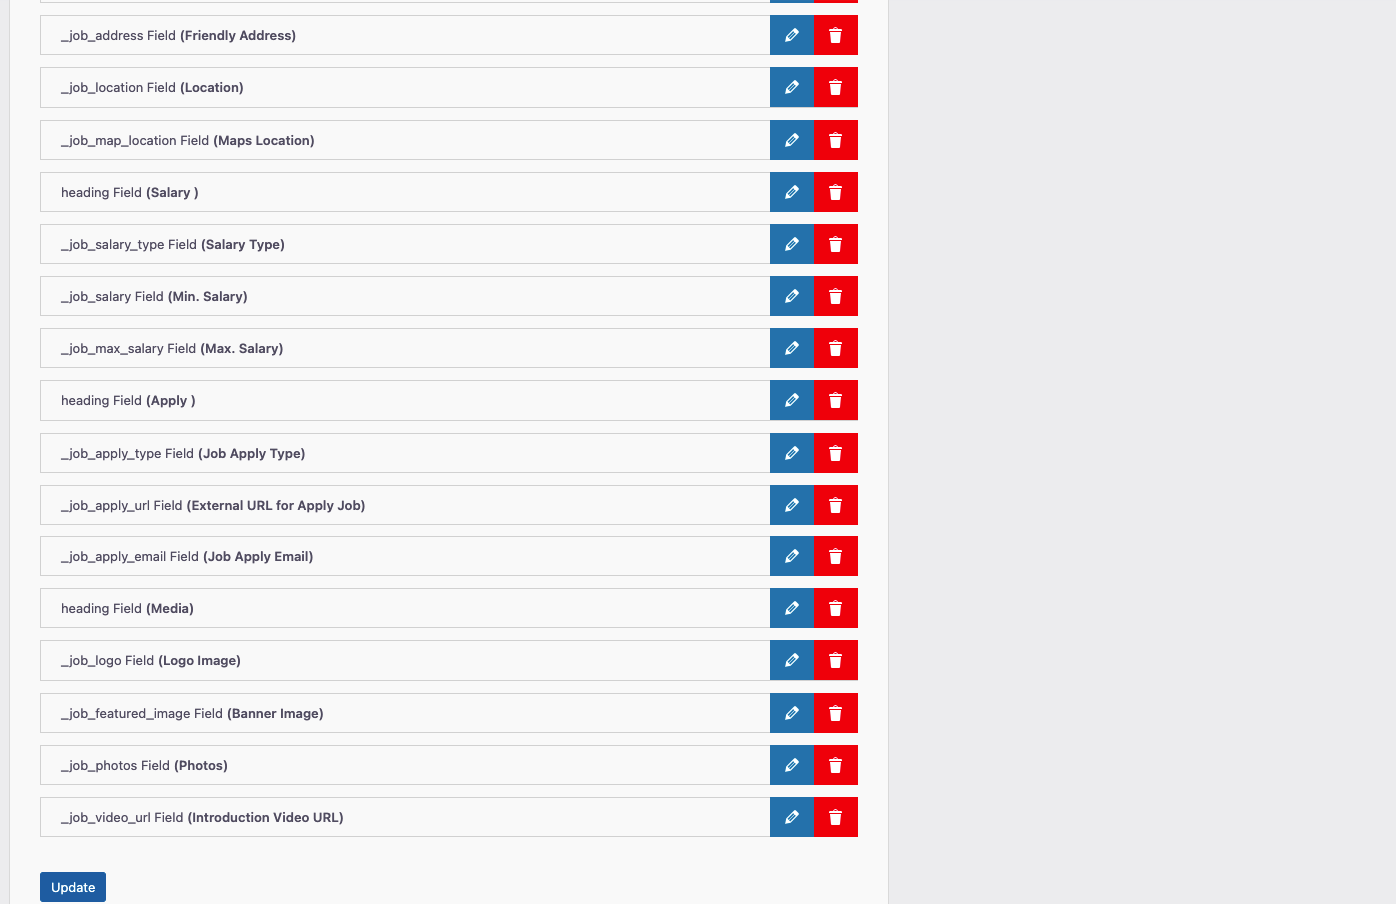 _job_address Field (Friendly Address)
_job_location Field (Location)
_job_map_location Field (Maps Location)
heading Field (Salary )
_job_salary_type Field (Salary Type)
_job_salary Field (Min. Salary)
_job_max_salary Field (Max. Salary)
heading Field (Apply )
_job_apply_type Field (Job Apply Type)
_job_apply_url Field (External URL for Apply Job)
_job_apply_email Field (Job Apply Email)
heading Field (Media)
_job_logo Field (Logo Image)
_job_featured_image Field (Banner Image)
_job_photos Field (Photos)
_job_video_url Field (Introduction Video URL)
Update